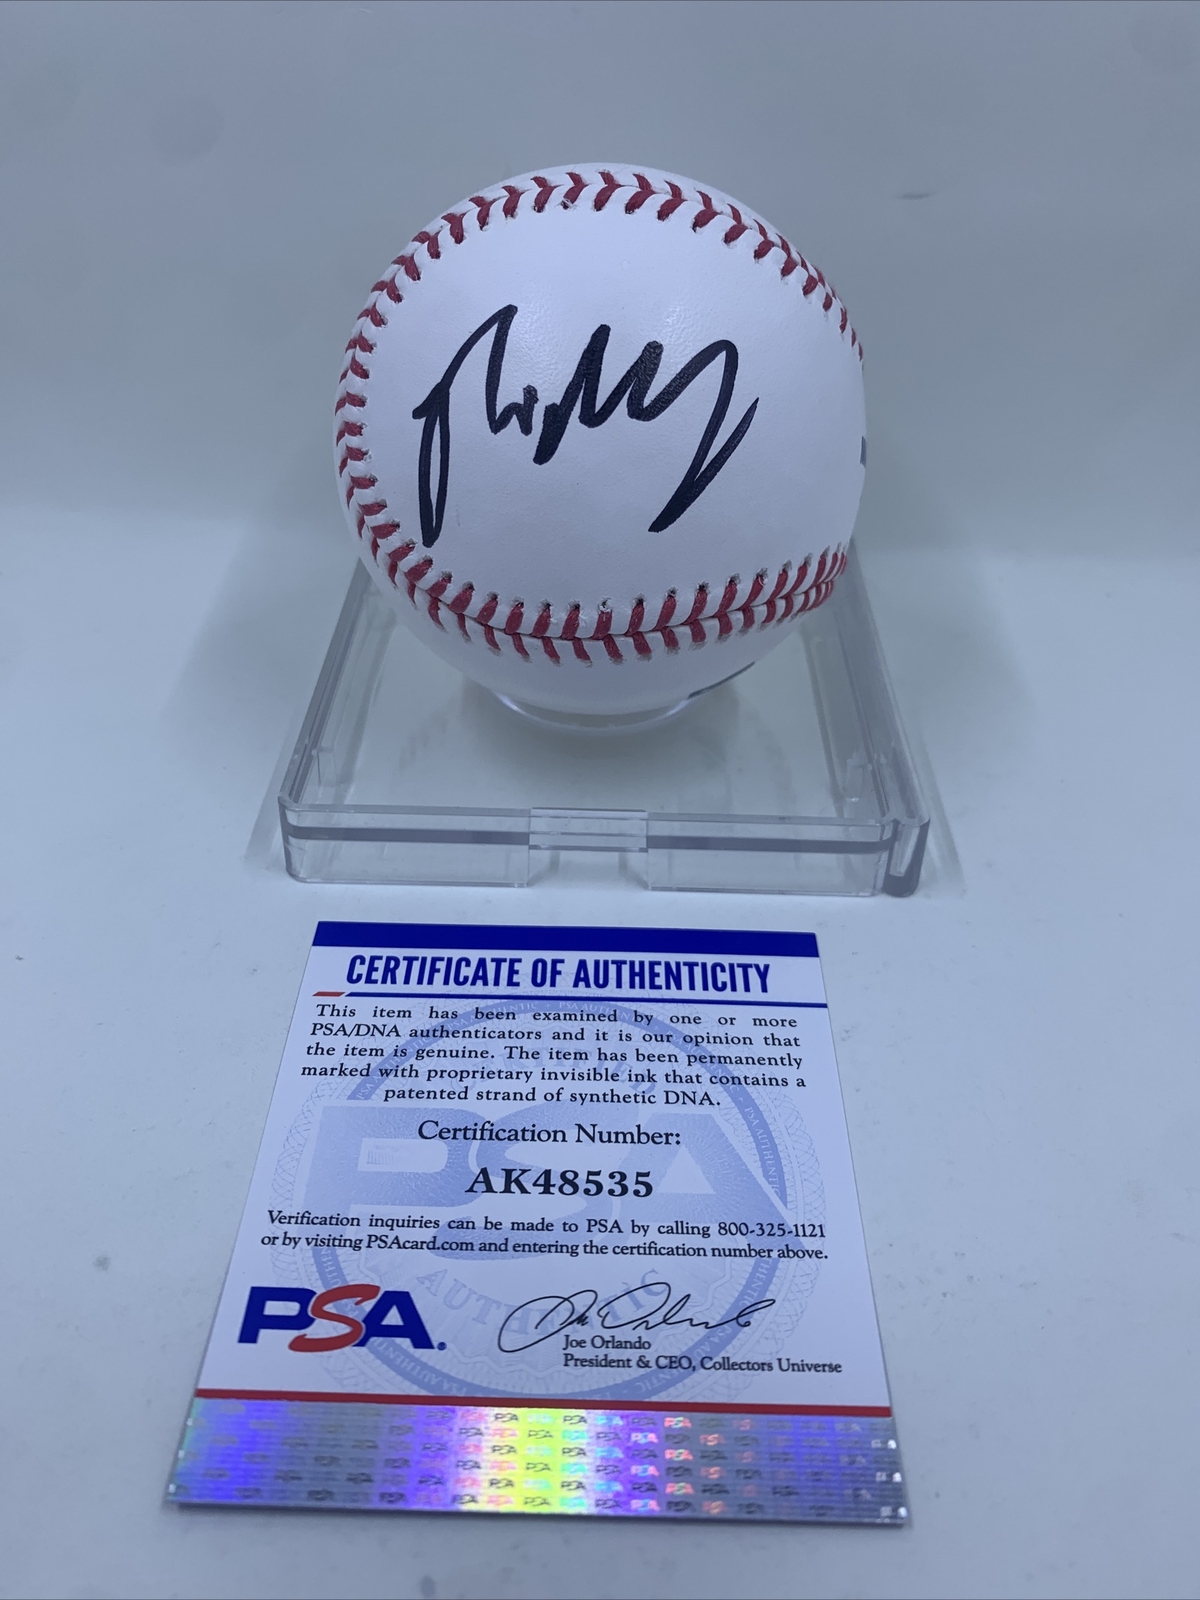 CERTIFICATE OF AUTHENTICITY
This item has been examined by one or more
PSA/DNA authenticators and it is our opinion that
the item is genuine. The item has been permanently
marked with proprietary invisible ink that contains a
patented strand of synthetic DNA.
Certification Number:
AK48535
Verification inquiries can be made to PSA by calling 800-325-1121
or by visiting PSAcard.com and entering the certification number above.
PSA
Joe Orlando
President & CEO, Collectors Universe